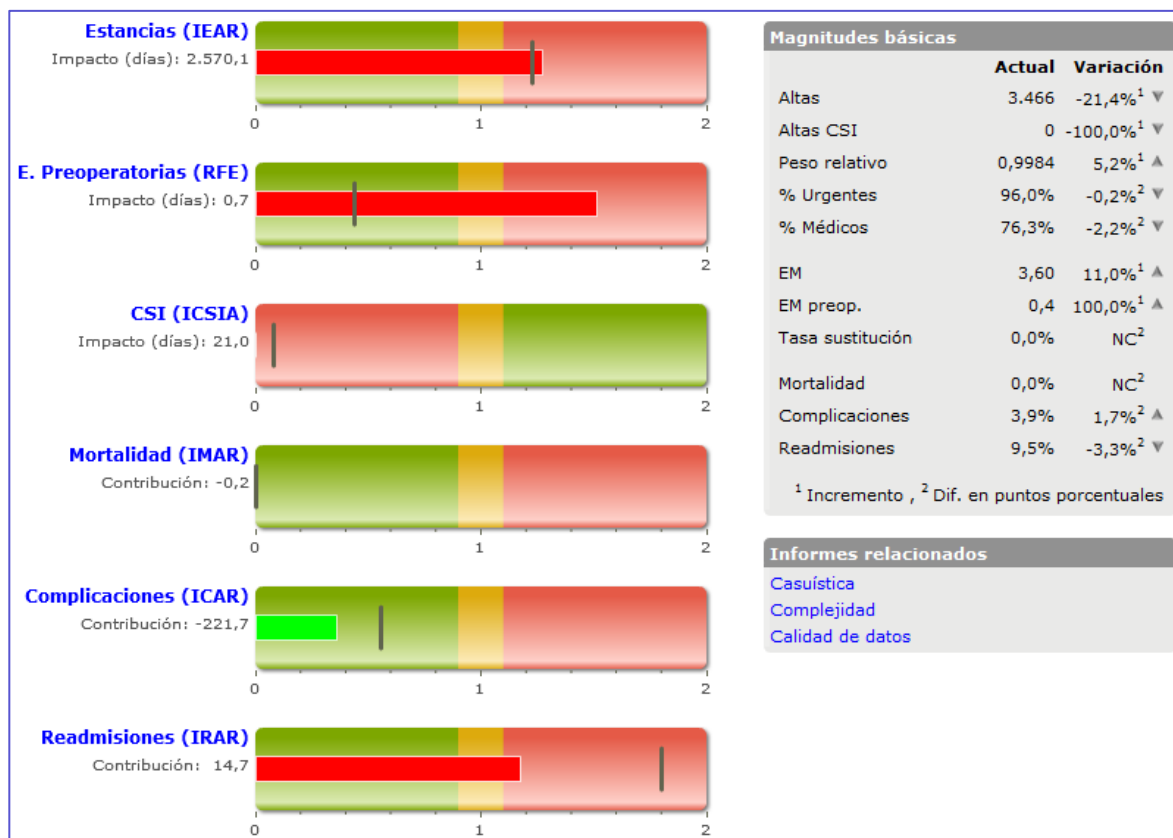 Estancias (IEAR)
Impacto (días): 2.570,1
0 1 2
E. Preoperatorias (RFE)
Impacto (días): 0,7
0 1 2
CSI (ICSIA)
Impacto (días): 21,0
0 1 2
Mortalidad (IMAR)
Contribución: -0,2
0 1 2
Complicaciones (ICAR)
Contribución: -221,7
0 1 2
Readmisiones (IRAR)
Contribución: 14,7
0 1 2
Magnitudes básicas
Actual Variación
Altas 3.466 -21,4%¹
Altas CSI 0 -100,0%¹
Peso relativo 0,9984 5,2%¹
% Urgentes 96,0% -0,2%²
% Médicos 76,3% -2,2%²
EM 3,60 11,0%¹
EM preop. 0,4 100,0%¹
Tasa sustitución 0,0% NC²
Mortalidad 0,0% NC²
Complicaciones 3,9% 1,7%²
Readmisiones 9,5% -3,3%²
¹ Incremento , ² Dif. en puntos porcentuales
Informes relacionados
Casuística
Complejidad
Calidad de datos